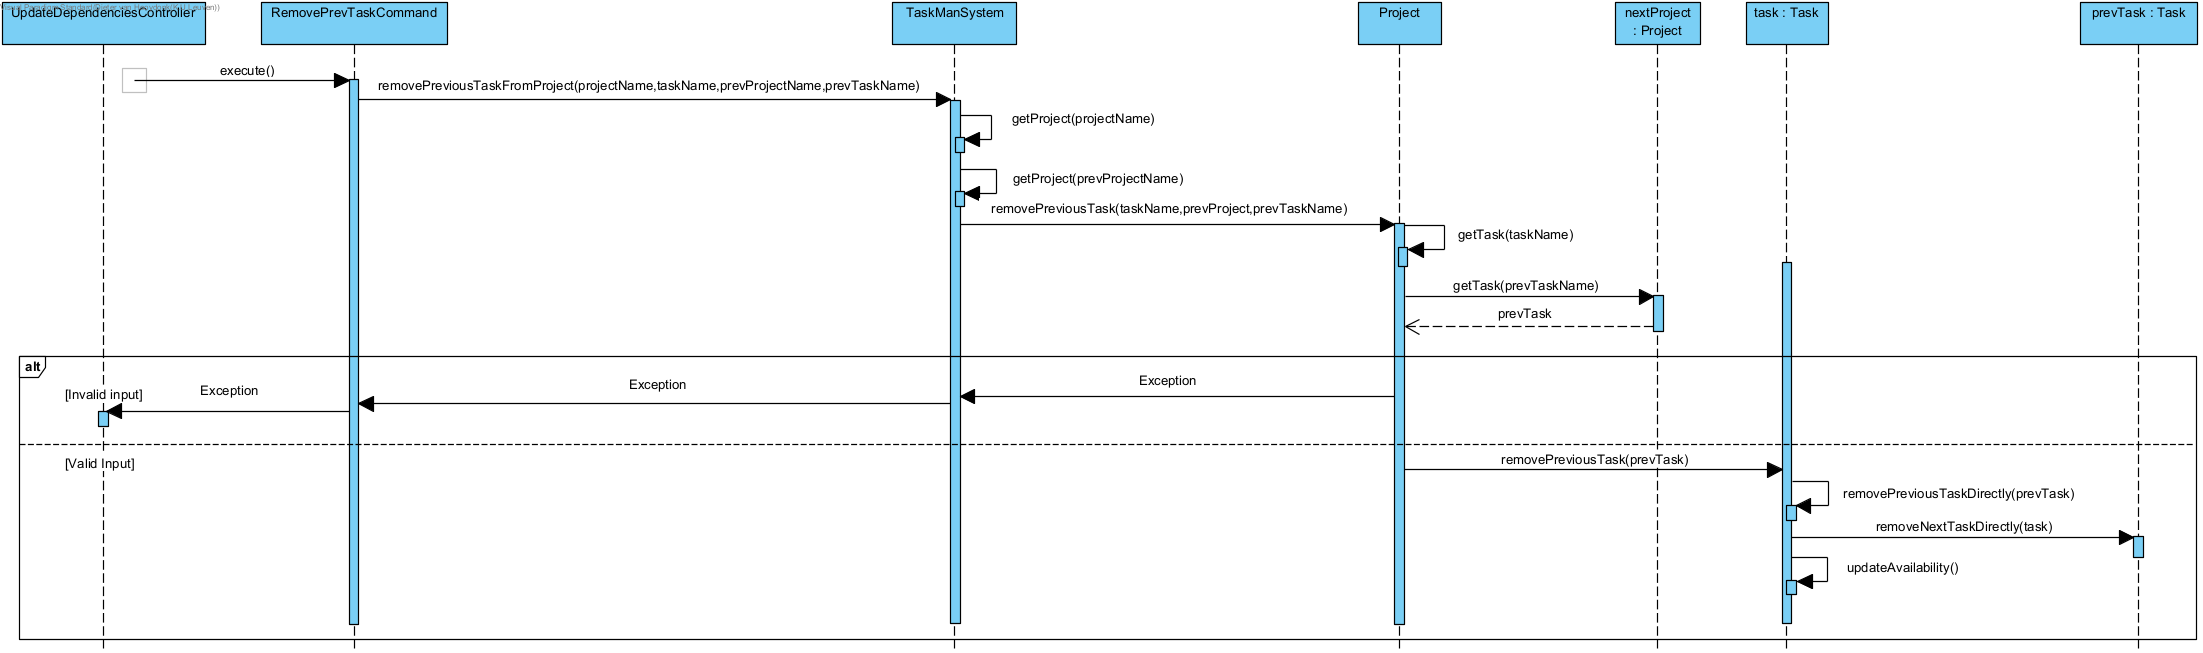 UpdateDependenciesController
RemovePrevTaskCommand
TaskManSystem
Project
nextProject
: Project
task : Task
prevTask : Task
execute()
removePreviousTaskFromProject(projectName,taskName,prevProjectName,prevTaskName)
getProject(projectName)
getProject(prevProjectName)
removePreviousTask(taskName,prevProject,prevTaskName)
getTask(taskName)
getTask(prevTaskName)
prevTask
alt
[Invalid input]
Exception
Exception
Exception
[Valid Input]
removePreviousTask(prevTask)
removePreviousTaskDirectly(prevTask)
removeNextTaskDirectly(task)
updateAvailability()